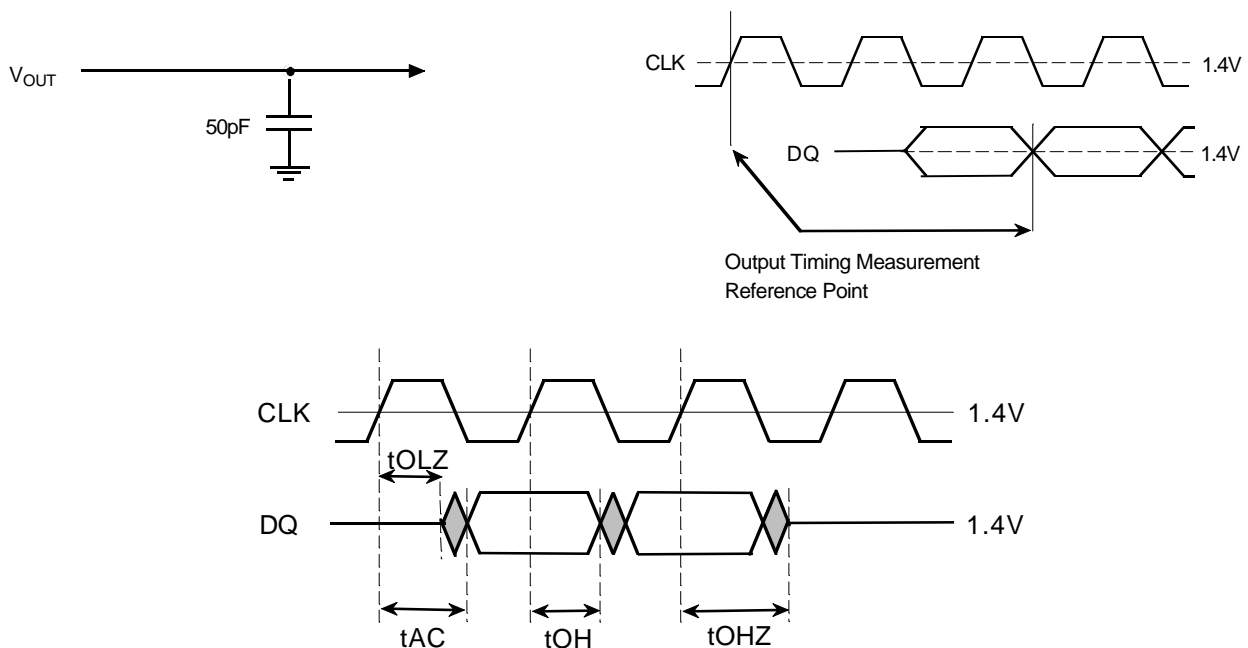 VOUT
50pF
CLK
1.4V
DQ
1.4V
Output Timing Measurement
Reference Point
CLK
1.4V
tOLZ
DQ
1.4V
tAC
tOH
tOHZ